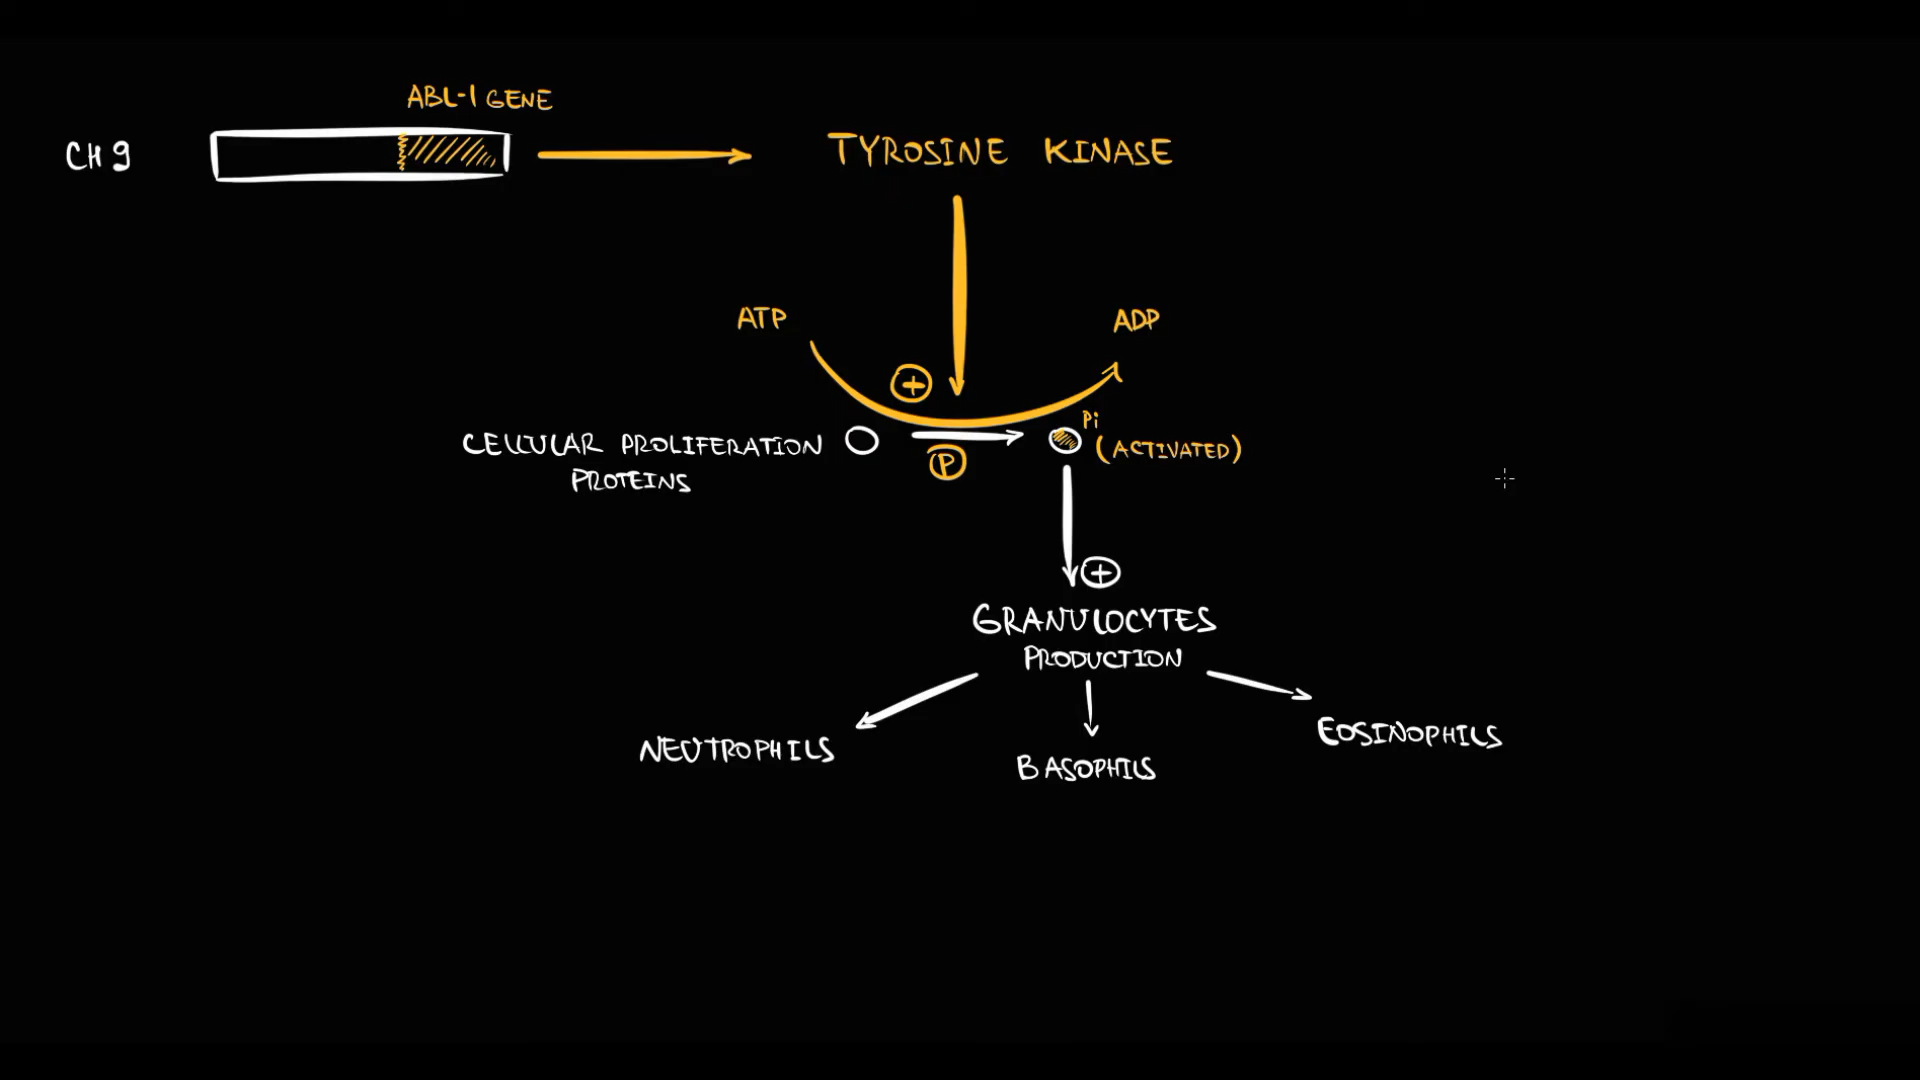 ABL-1 GENE
CH 9
TYROSINE KINASE
ATP
ADP
+
Pi
CELLULAR PROLIFERATION
PROTEINS
P
(ACTIVATED)
+
GRANULOCYTES
PRODUCTION
NEUTROPHILS
BASOPHILS
EOSINOPHILS